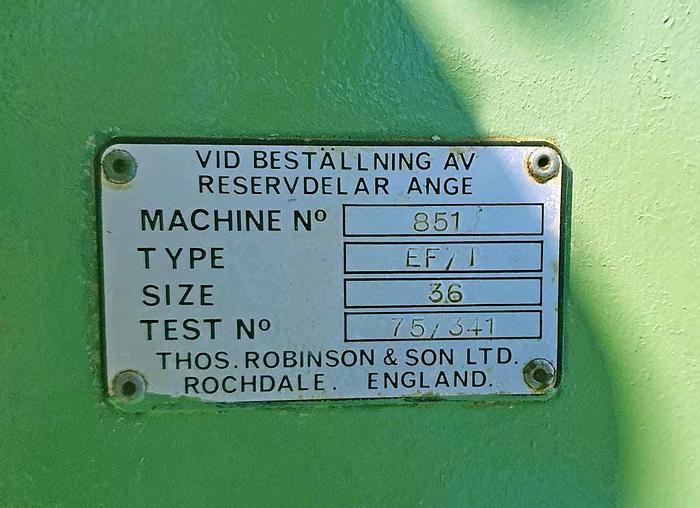 VID BESTÄLLNING AV
RESERVDELAR ANGE
MACHINE Nº 851
TYPE EF/T
SIZE 36
TEST Nº 75/341
THOS. ROBINSON & SON LTD.
ROCHDALE. ENGLAND.